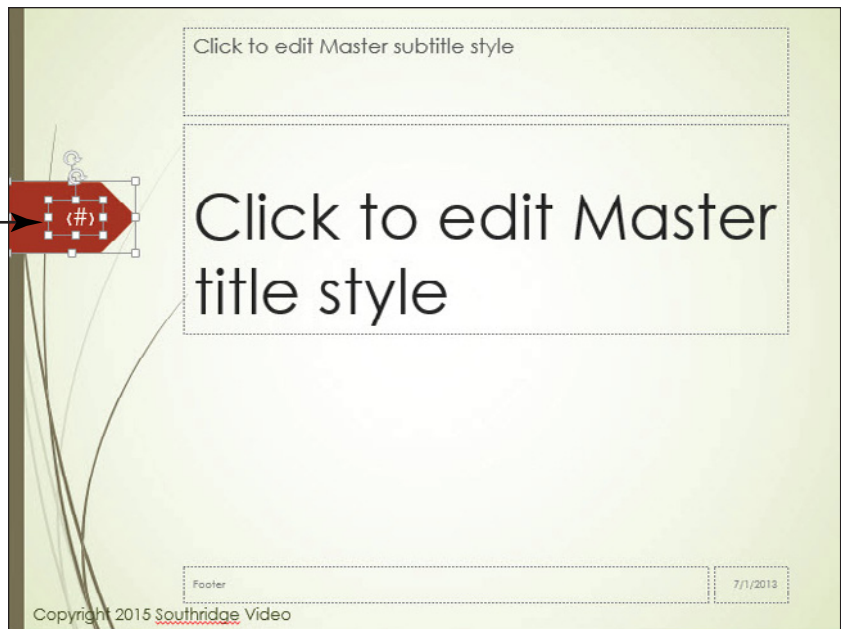 Click to edit Master subtitle style
‹#›
Click to edit Master
title style
Footer
7/1/2013
Copyright 2015 Southridge Video